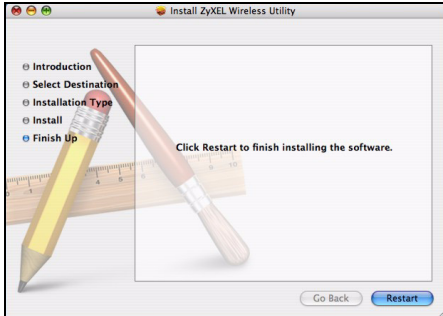 Install ZyXEL Wireless Utility
Introduction
Select Destination
Installation Type
Install
Finish Up
Click Restart to finish installing the software.
Go Back
Restart